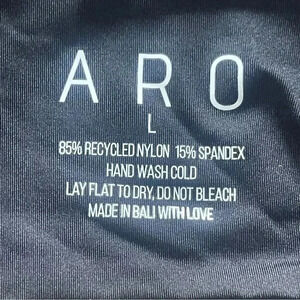 ARO
L
85% RECYCLED NYLON 15% SPANDEX
HAND WASH COLD
LAY FLAT TO DRY, DO NOT BLEACH
MADE IN BALI WITH LOVE